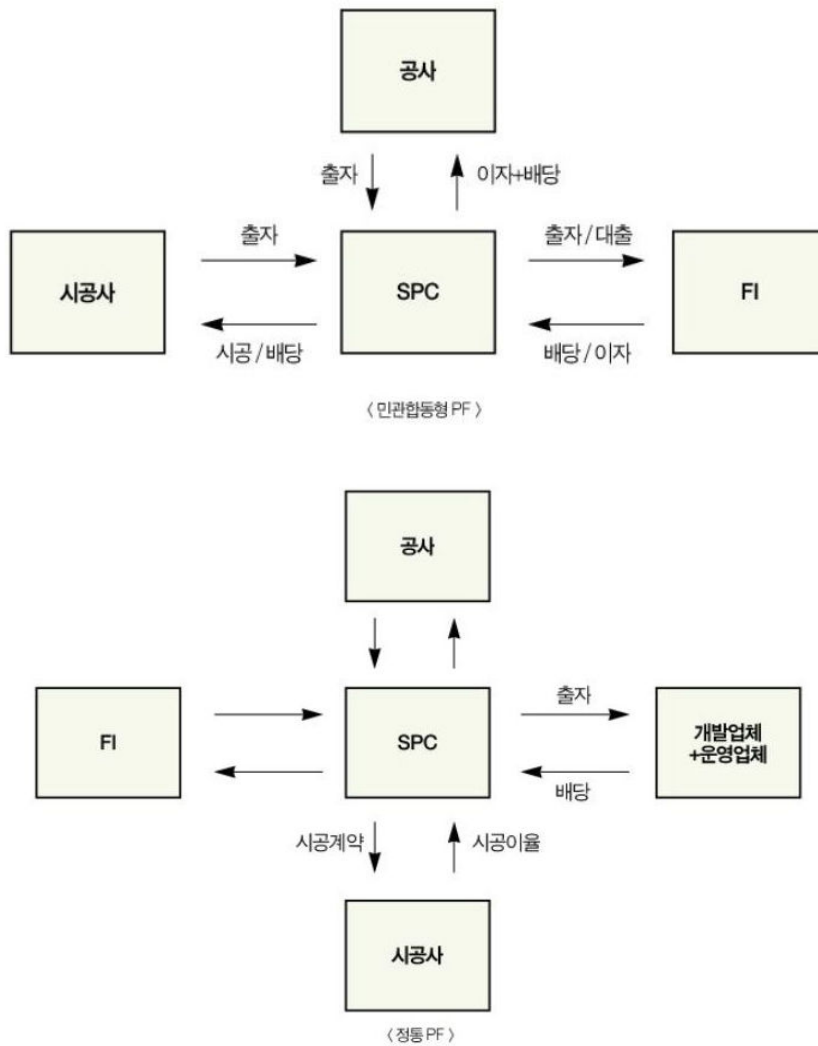 공사
출자
이자+배당
시공사
출자
시공 / 배당
SPC
출자 / 대출
배당 / 이자
FI
〈 민관합동형 PF 〉
공사
FI
SPC
출자
배당
개발업체
+운영업체
시공계약
시공이율
시공사
〈 정통 PF 〉